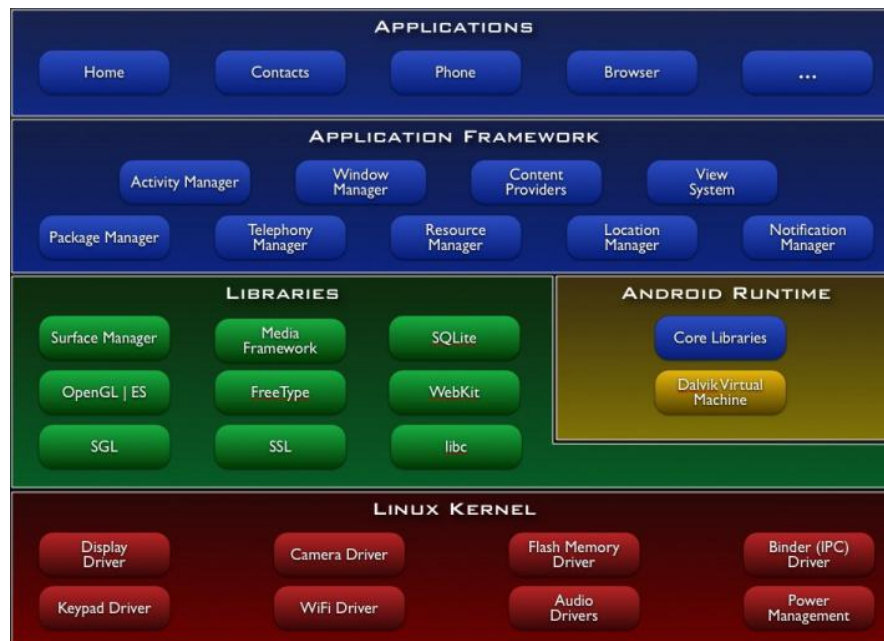 APPLICATIONS
Home
Contacts
Phone
Browser
...
APPLICATION FRAMEWORK
Activity Manager
Window
Manager
Content
Providers
View
System
Package Manager
Telephony
Manager
Resource
Manager
Location
Manager
Notification
Manager
LIBRARIES
Surface Manager
Media
Framework
SQLite
OpenGL | ES
FreeType
WebKit
SGL
SSL
libc
ANDROID RUNTIME
Core Libraries
Dalvik Virtual
Machine
LINUX KERNEL
Display
Driver
Camera Driver
Flash Memory
Driver
Binder (IPC)
Driver
Keypad Driver
WiFi Driver
Audio
Drivers
Power
Management